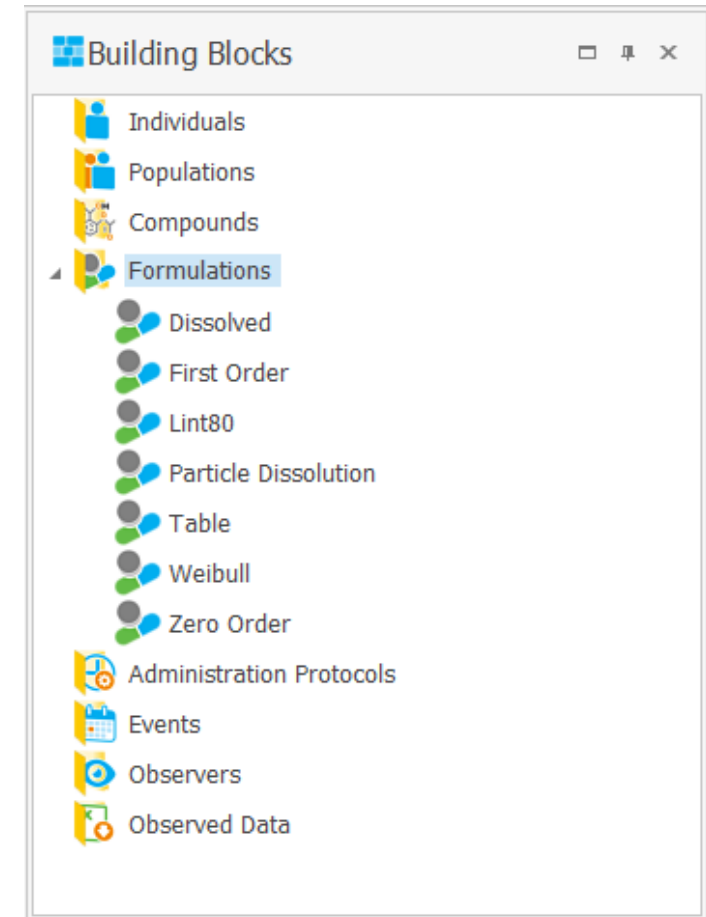 Building Blocks
Individuals
Populations
Compounds
Formulations
Dissolved
First Order
Lint80
Particle Dissolution
Table
Weibull
Zero Order
Administration Protocols
Events
Observers
Observed Data